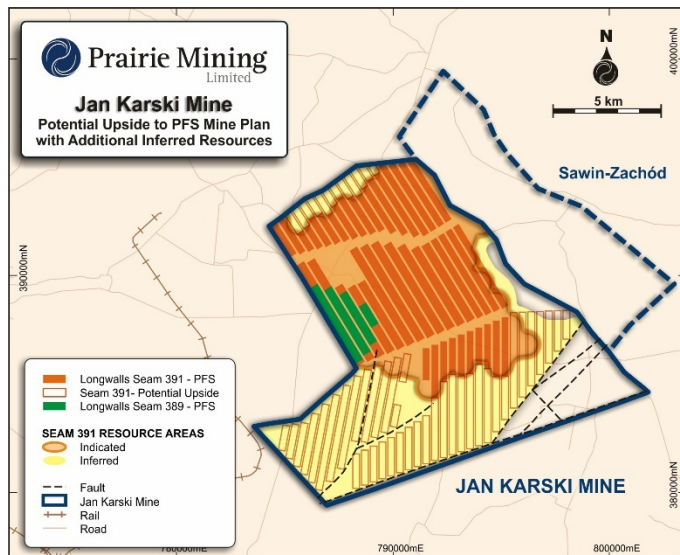 Prairie Mining
Limited
Jan Karski Mine
Potential Upside to PFS Mine Plan
with Additional Inferred Resources
N
5 km
400000mN
Sawin-Zachód
390000mN
Longwalls Seam 391 - PFS
Seam 391- Potential Upside
Longwalls Seam 389 - PFS
SEAM 391 RESOURCE AREAS
Indicated
Inferred
Fault
Jan Karski Mine
Rail
Road
JAN KARSKI MINE
380000mN
780000mE
790000mE
800000mE